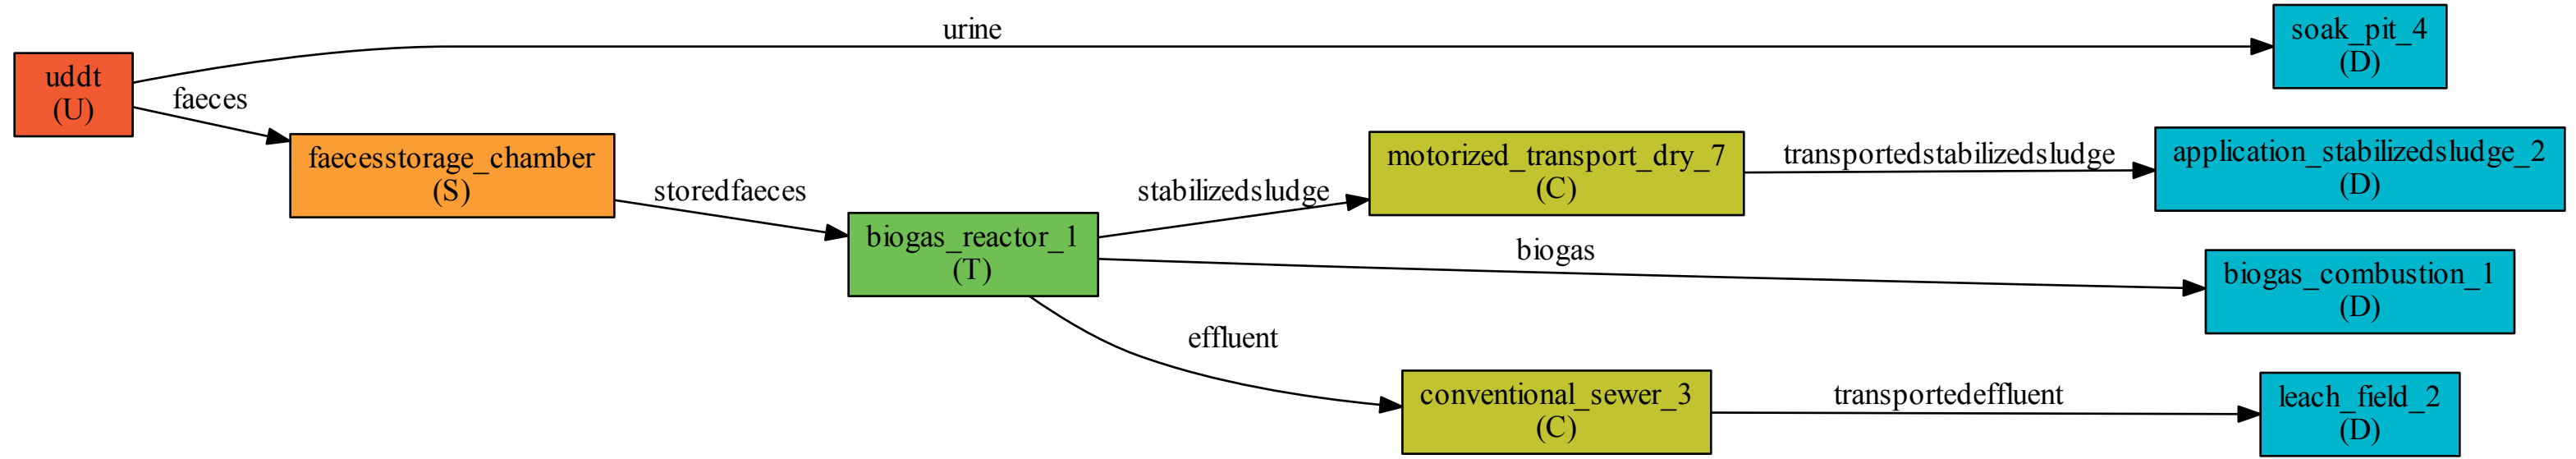 urine
soak_pit_4
(D)
uddt
(U)
faeces
faecesstorage_chamber
(S)
storedfaeces
biogas_reactor_1
(T)
stabilizedsludge
motorized_transport_dry_7
(C)
transportedstabilizedsludge
application_stabilizedsludge_2
(D)
biogas
biogas_combustion_1
(D)
effluent
conventional_sewer_3
(C)
transportedeffluent
leach_field_2
(D)